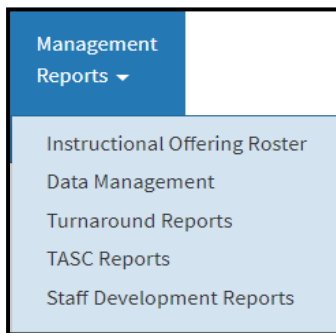 Management
Reports
Instructional Offering Roster
Data Management
Turnaround Reports
TASC Reports
Staff Development Reports